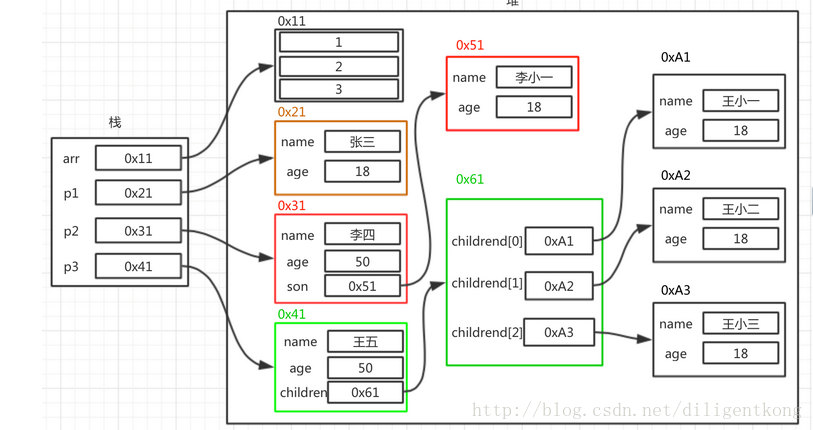 堆
栈
arr 0x11
p1 0x21
p2 0x31
p3 0x41
0x11
1
2
3
0x21
name 张三
age 18
0x31
name 李四
age 50
son 0x51
0x41
name 王五
age 50
children 0x61
0x51
name 李小一
age 18
0x61
childrend[0] 0xA1
childrend[1] 0xA2
childrend[2] 0xA3
0xA1
name 王小一
age 18
0xA2
name 王小二
age 18
0xA3
name 王小三
age 18
http://blog.csdn.net/diligentkong